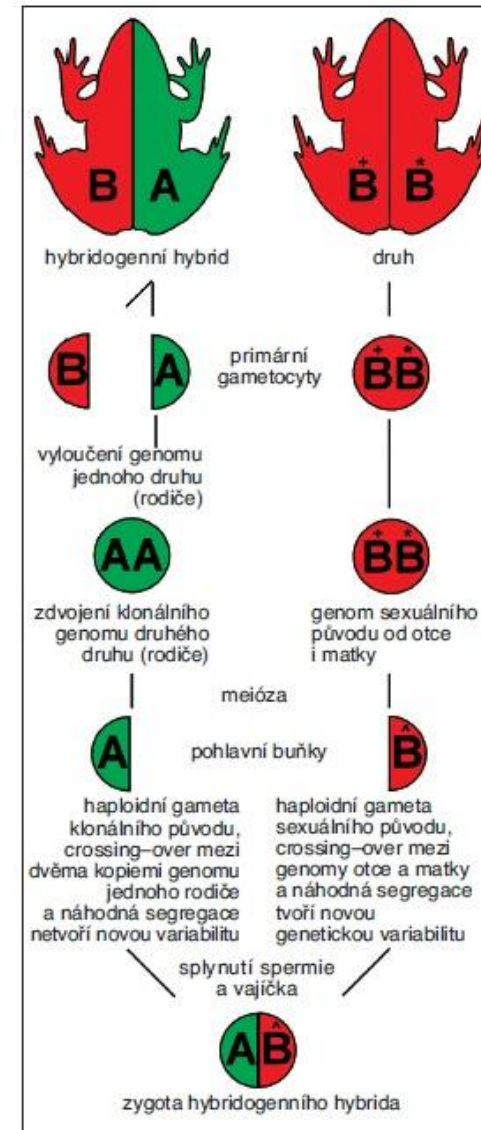 B A
+ *
B B
hybridogenní hybrid
druh
B A
primární
gametocyty
+ *
BB
vyloučení genomu
jednoho druhu
(rodiče)
AA
+ *
BB
zdvojení klonálního
genomu druhého
druhu (rodiče)
genom sexuálního
původu od otce
i matky
meióza
A
pohlavní buňky
^
B
haploidní gameta
klonálního původu,
crossing–over mezi
dvěma kopiemi genomu
jednoho rodiče
a náhodná segregace
netvoří novou variabilitu
haploidní gameta
sexuálního původu,
crossing–over mezi
genomy otce a matky
a náhodná segregace
tvoří novou
genetickou variabilitu
splynutí spermie
a vajíčka
^
AB
zygota hybridogenního hybrida